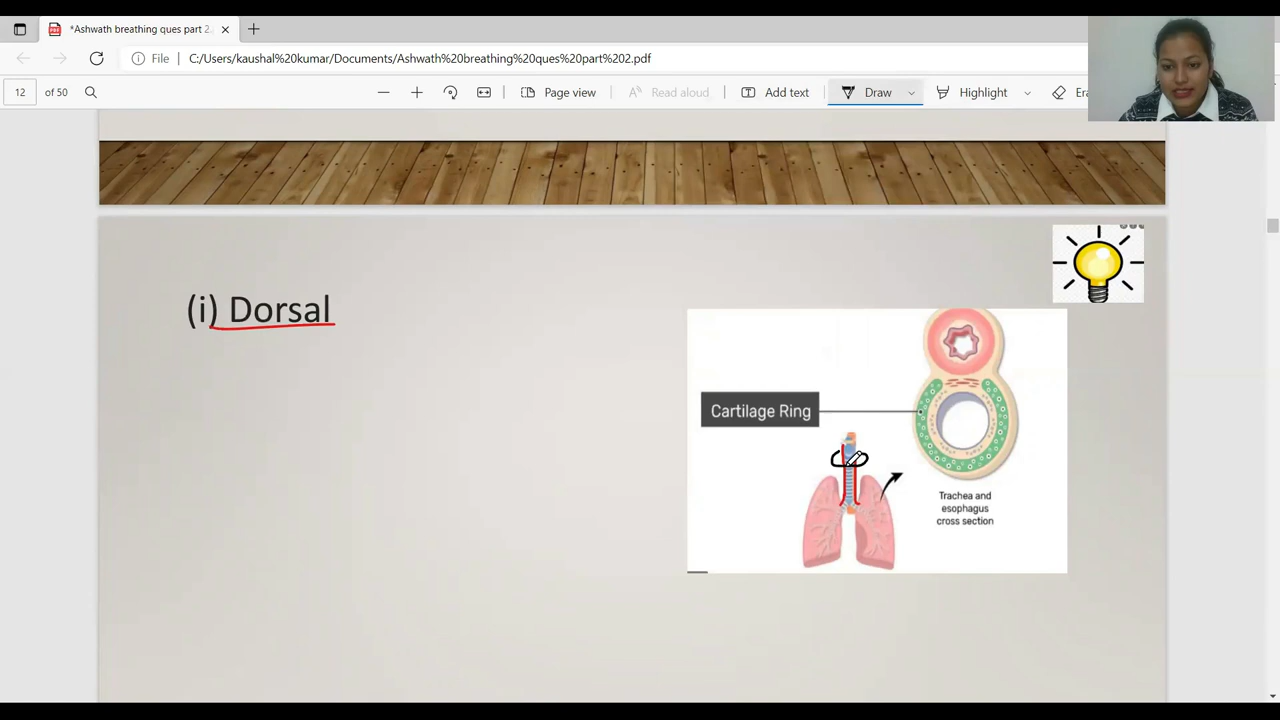 *Ashwath breathing ques part 2.
File
C:/Users/kaushal%20kumar/Documents/Ashwath%20breathing%20ques%20part%202.pdf
12 of 50
Page view
Read aloud
Add text
Draw
Highlight
(i) Dorsal
Cartilage Ring
Trachea and
esophagus
cross section